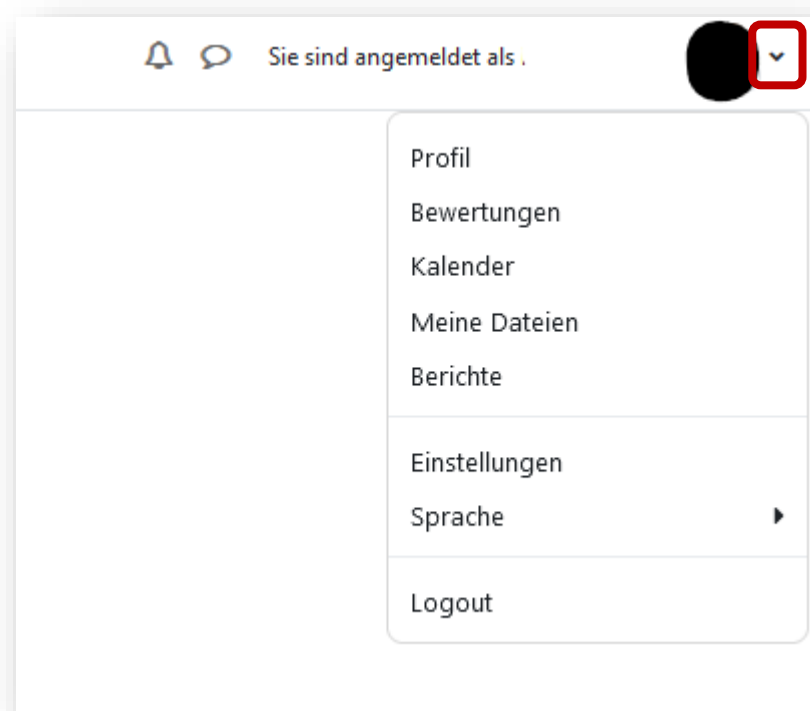 Sie sind angemeldet als .
Profil
Bewertungen
Kalender
Meine Dateien
Berichte
Einstellungen
Sprache
Logout